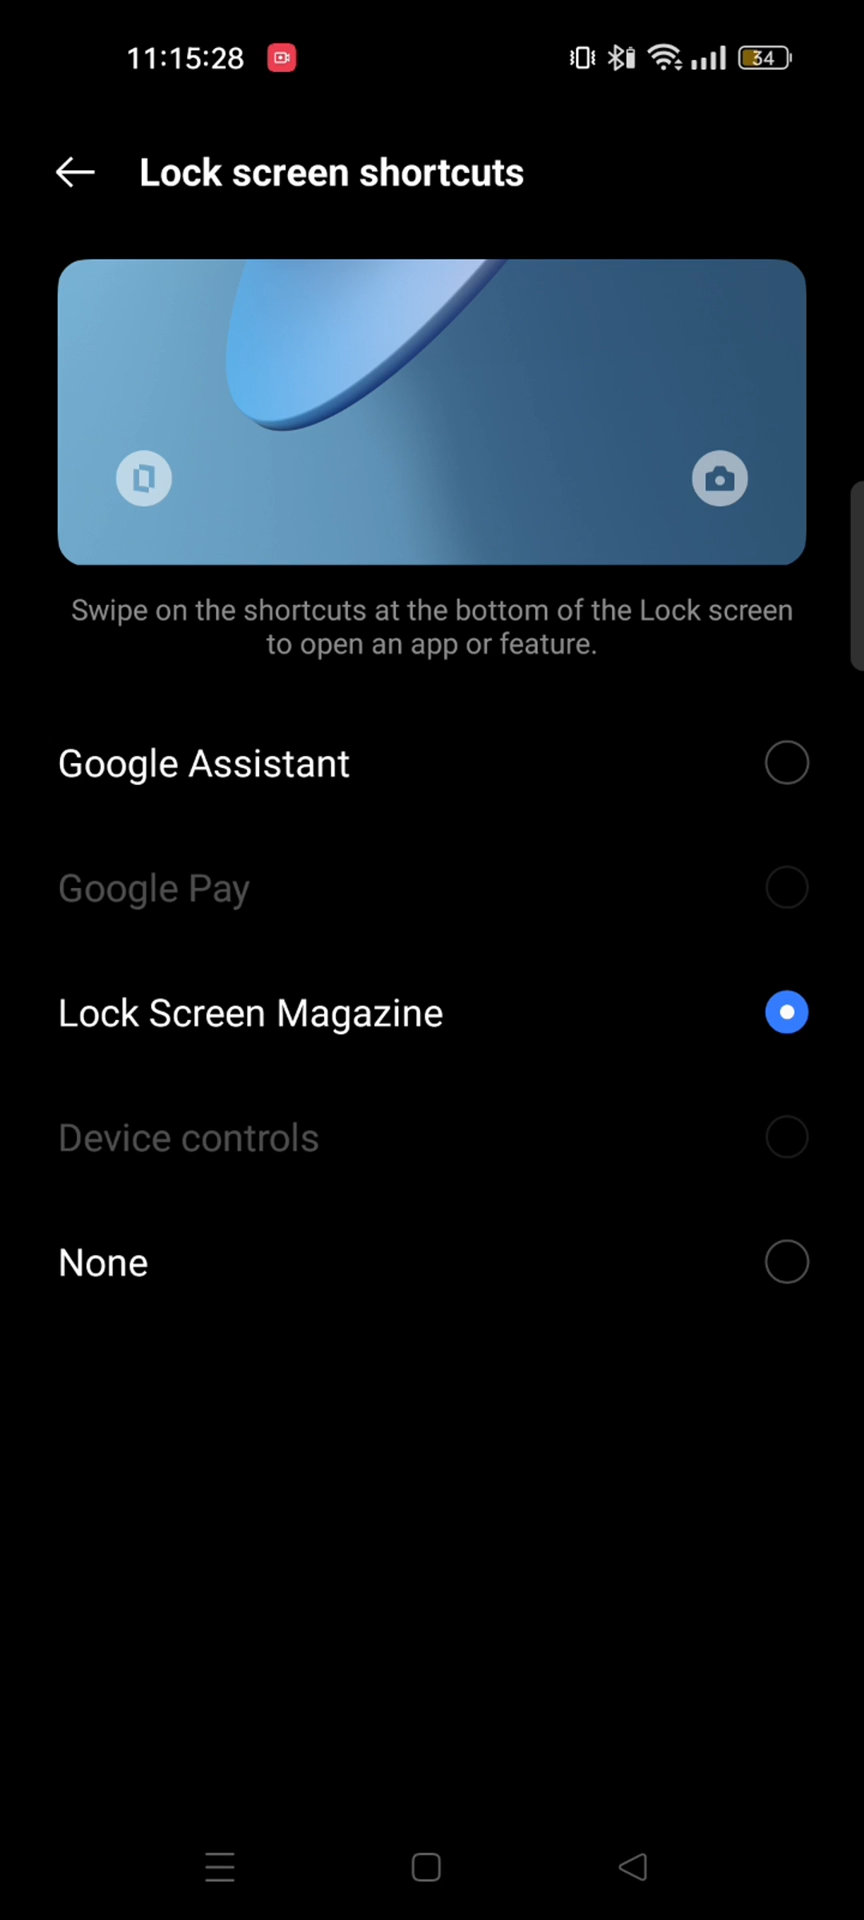 11:15:28
34
Lock screen shortcuts
Swipe on the shortcuts at the bottom of the Lock screen
to open an app or feature.
Google Assistant
Google Pay
Lock Screen Magazine
Device controls
None